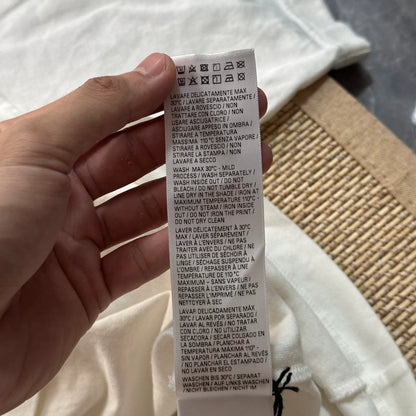 LAVARE DELICATAMENTE MAX
30°C / LAVARE SEPARATAMENTE /
LAVARE A ROVESCIO / NON
TRATTARE CON CLORO / NON
USARE ASCIUGATRICE /
ASCIUGARE APPESO IN OMBRA /
STIRARE A TEMPERATURA
MASSIMA 110°C SENZA VAPORE /
STIRARE A ROVESCIO / NON
STIRARE LA STAMPA / NON
LAVARE A SECCO
WASH MAX 30°C - MILD
PROCESS / WASH SEPARATELY /
WASH INSIDE OUT / DO NOT
BLEACH / DO NOT TUMBLE DRY /
LINE DRY IN THE SHADE / IRON AT
MAXIMUM TEMPERATURE 110°C -
WITHOUT STEAM / IRON INSIDE
OUT / DO NOT IRON THE PRINT /
DO NOT DRY CLEAN
LAVER DÉLICATEMENT À 30°C
MAX / LAVER SÉPARÉMENT /
LAVER À L'ENVERS / NE PAS
TRAITER AVEC DU CHLORE / NE
PAS UTILISER DE SÉCHOIR À
LINGE / SÉCHAGE SUSPENDU À
L'OMBRE / REPASSER À UNE
TEMPÉRATURE DE 110°C
MAXIMUM – SANS VAPEUR /
REPASSER À L'ENVERS / NE PAS
REPASSER L'IMPRIMÉ / NE PAS
NETTOYER À SEC
LAVAR DELICADAMENTE MÁX
30°C / LAVAR POR SEPARADO /
LAVAR AL REVÉS / NO TRATAR
CON CLORO / NO UTILIZAR
SECADORA / SECAR COLGADO EN
LA SOMBRA / PLANCHAR A
TEMPERATURA MÁXIMA 110° -
SIN VAPOR / PLANCHAR AL REVÉS
/ NO PLANCHAR EL ESTAMPADO /
NO LAVAR EN SECO
WASCHEN BIS 30°C / SEPARAT
WASCHEN / AUF LINKS WASCHEN
/ NICHT BLEICHEN / NICHT IM